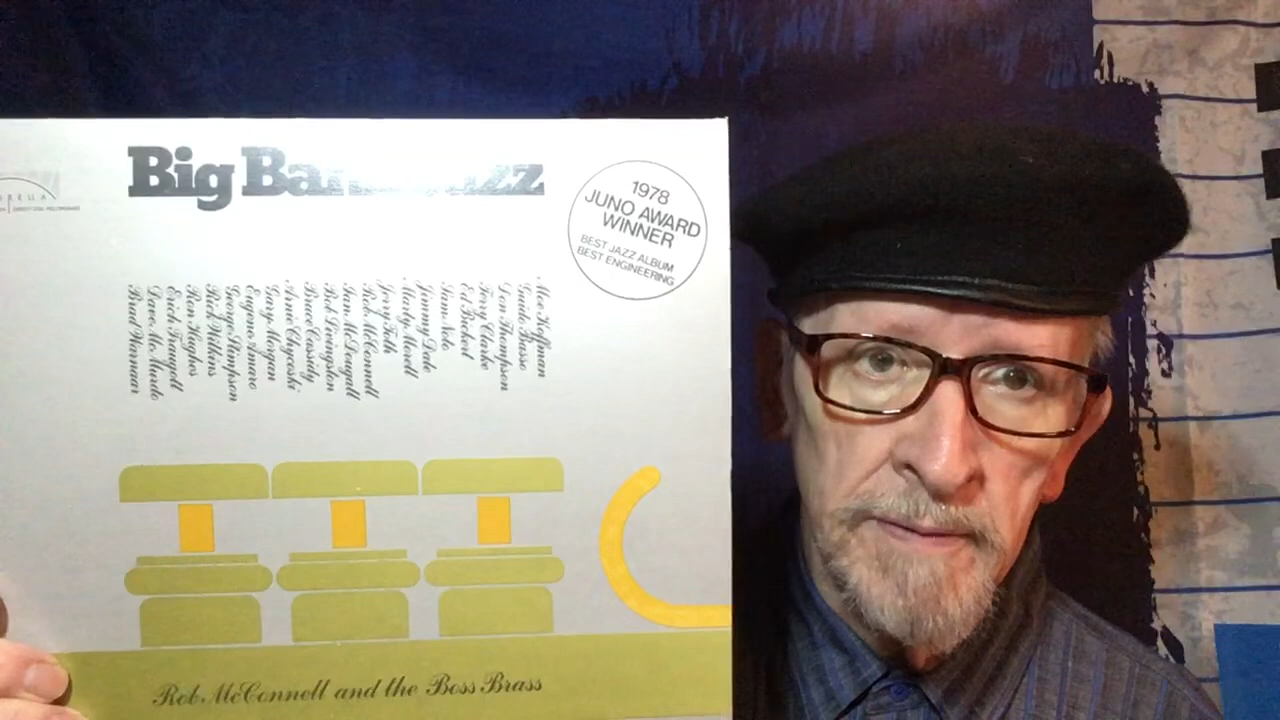 Big Band Jazz
1978
JUNO AWARD
WINNER
BEST JAZZ ALBUM
BEST ENGINEERING
Moe Koffman
Guido Basso
Don Thompson
Terry Clarke
Ed Bickert
Sam Noto
Jimmy Dale
Marty Morell
Jerry Toth
Rob McConnell
Ian McDougall
Bob Livingston
Bruce Cassidy
Arnie Chycoski
Gary Morgan
Eugene Amaro
George Stimpson
Rick Wilkins
Ron Hughes
Erich Traugott
Dave McMurdo
Brad Warnaar
Rob McConnell and the Boss Brass